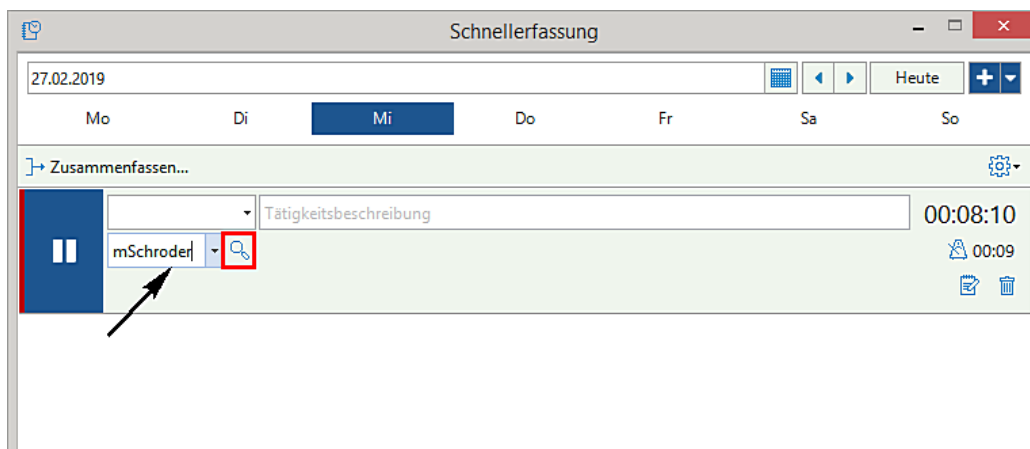 Schnellerfassung
27.02.2019 Heute
Mo Di Mi Do Fr Sa So
Zusammenfassen...
Tätigkeitsbeschreibung 00:08:10
mSchroder 00:09